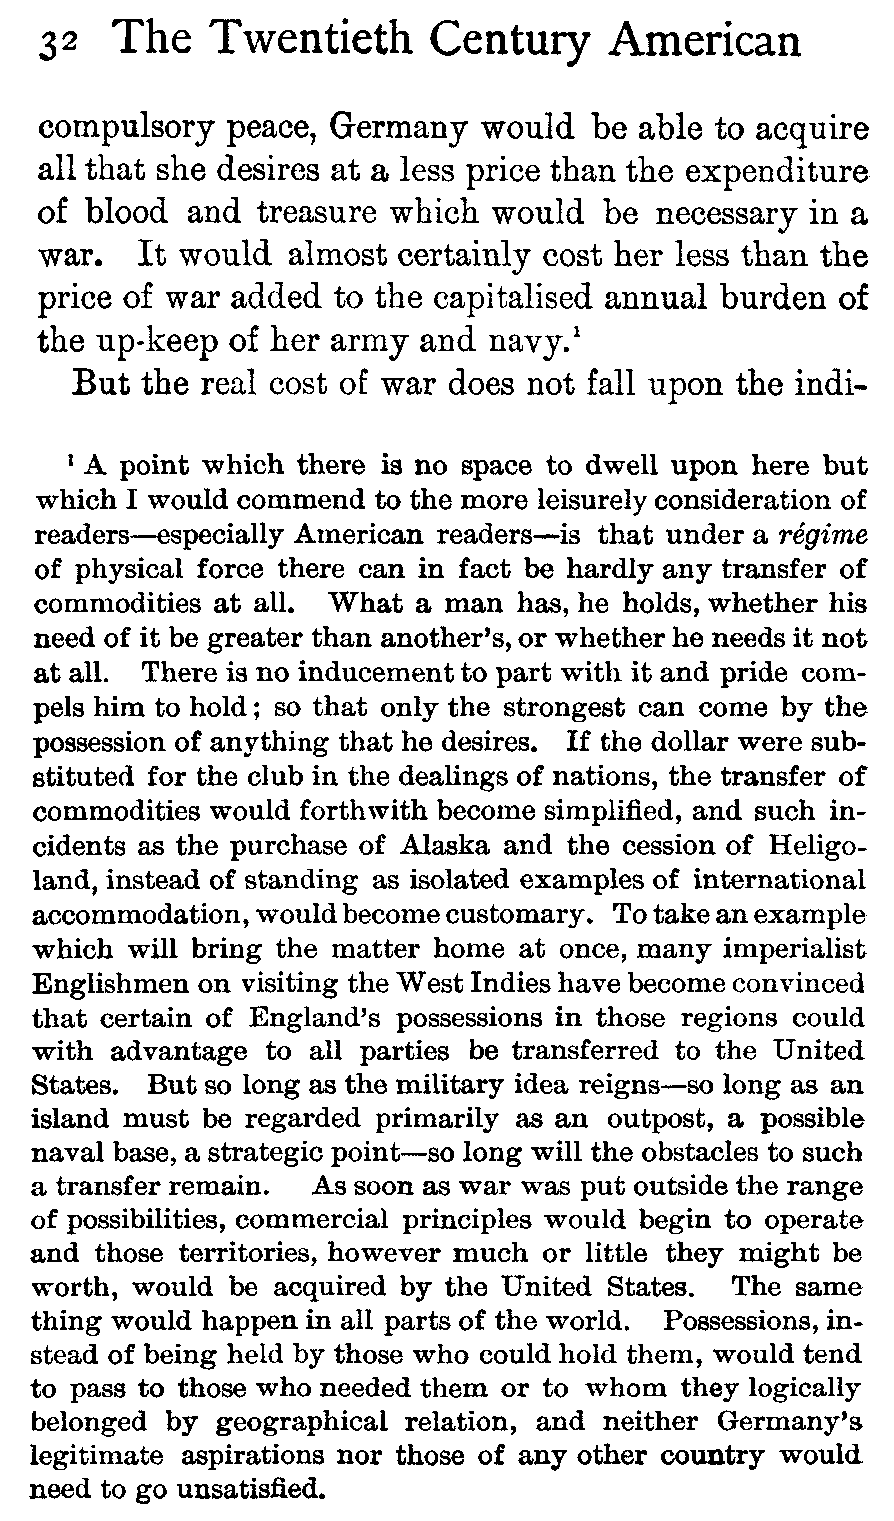 32 The Twentieth Century American
compulsory peace, Germany would be able to acquire
all that she desires at a less price than the expenditure
of blood and treasure which would be necessary in a
war. It would almost certainly cost her less than the
price of war added to the capitalised annual burden of
the up-keep of her army and navy.¹
But the real cost of war does not fall upon the indi-
¹ A point which there is no space to dwell upon here but
which I would commend to the more leisurely consideration of
readers—especially American readers—is that under a régime
of physical force there can in fact be hardly any transfer of
commodities at all. What a man has, he holds, whether his
need of it be greater than another's, or whether he needs it not
at all. There is no inducement to part with it and pride com-
pels him to hold; so that only the strongest can come by the
possession of anything that he desires. If the dollar were sub-
stituted for the club in the dealings of nations, the transfer of
commodities would forthwith become simplified, and such in-
cidents as the purchase of Alaska and the cession of Heligo-
land, instead of standing as isolated examples of international
accommodation, would become customary. To take an example
which will bring the matter home at once, many imperialist
Englishmen on visiting the West Indies have become convinced
that certain of England's possessions in those regions could
with advantage to all parties be transferred to the United
States. But so long as the military idea reigns—so long as an
island must be regarded primarily as an outpost, a possible
naval base, a strategic point—so long will the obstacles to such
a transfer remain. As soon as war was put outside the range
of possibilities, commercial principles would begin to operate
and those territories, however much or little they might be
worth, would be acquired by the United States. The same
thing would happen in all parts of the world. Possessions, in-
stead of being held by those who could hold them, would tend
to pass to those who needed them or to whom they logically
belonged by geographical relation, and neither Germany's
legitimate aspirations nor those of any other country would
need to go unsatisfied.